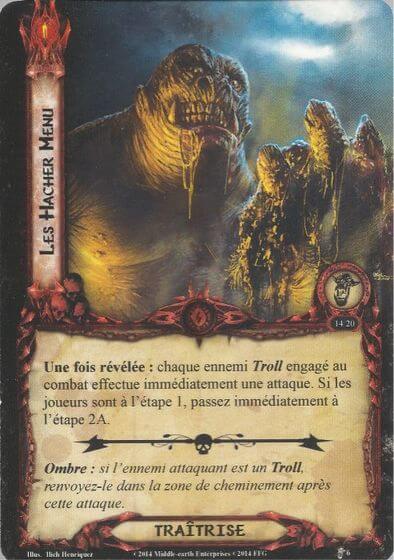 Les Hacher Menu
14/20
Une fois révélée : chaque ennemi Troll engagé au
combat effectue immédiatement une attaque. Si les
joueurs sont à l'étape 1, passez immédiatement à
l'étape 2A.
Ombre : si l'ennemi attaquant est un Troll,
renvoyez-le dans la zone de cheminement après
cette attaque.
TRAÎTRISE
Illus. Ilich Henriquez
©2014 Middle-earth Enterprises ©2014 FFG